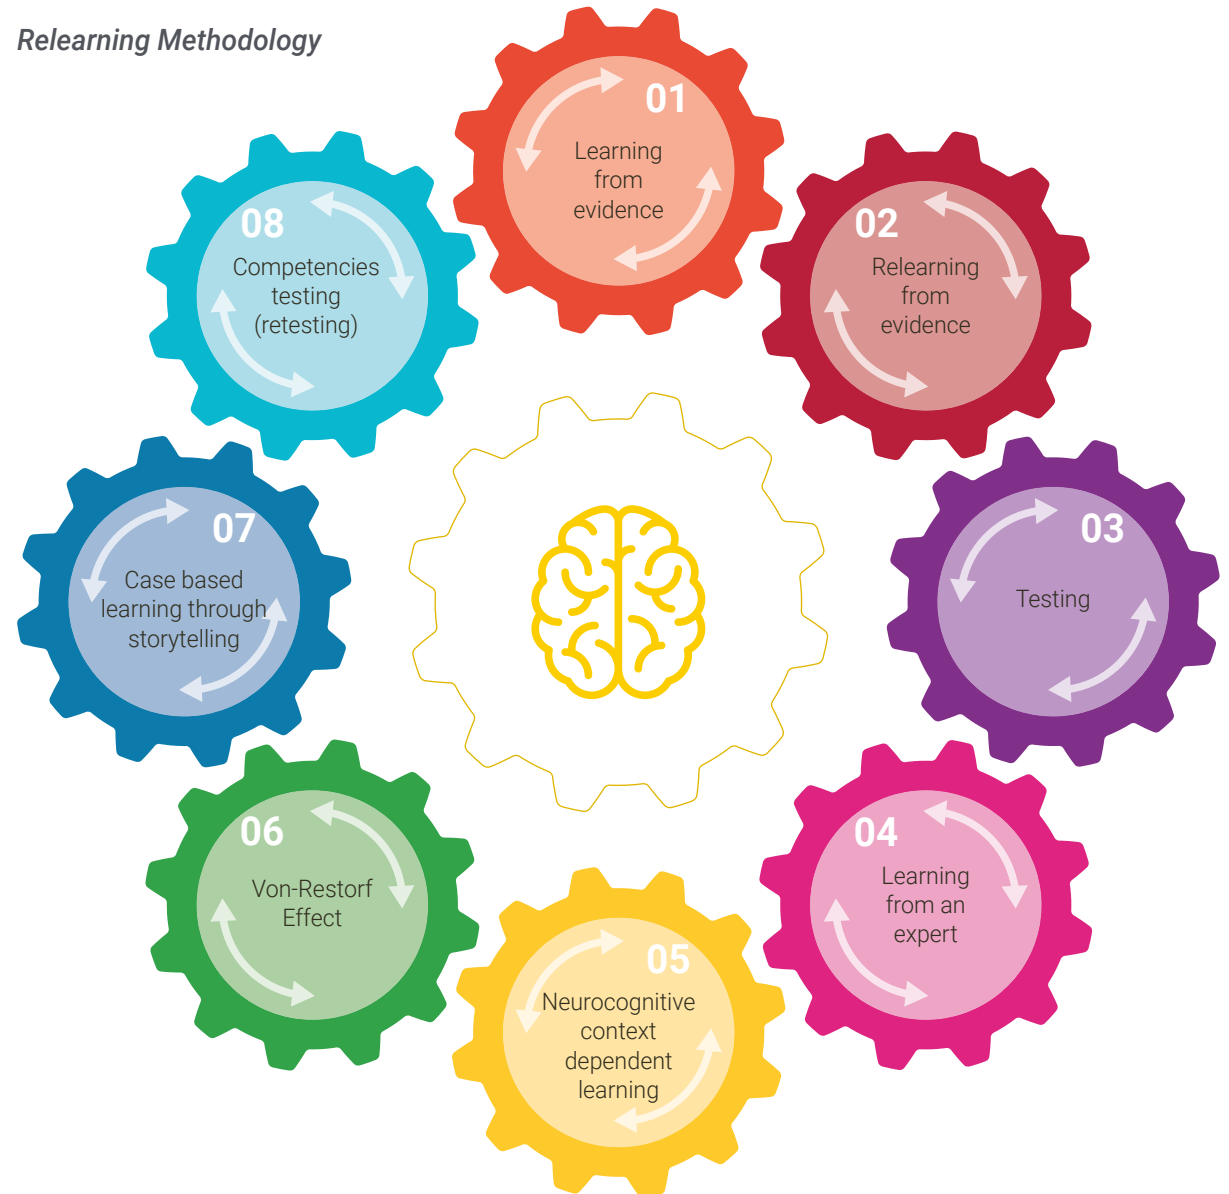 Relearning Methodology
01
Learning
from
evidence
02
Relearning
from
evidence
03
Testing
04
Learning
from an
expert
05
Neurocognitive
context
dependent
learning
06
Von-Restorf
Effect
07
Case based
learning through
storytelling
08
Competencies
testing
(retesting)